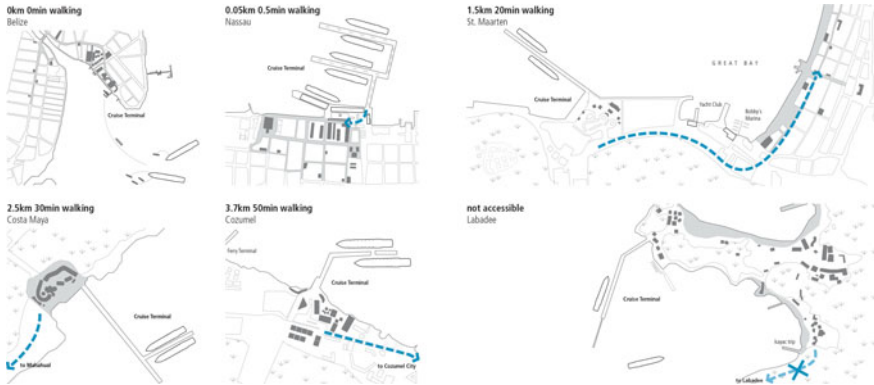 0km 0min walking
Belize
Cruise Terminal
0.05km 0.5min walking
Nassau
Cruise Terminal
1.5km 20min walking
St. Maarten
GREAT BAY
Cruise Terminal
Yacht Club
Bobby's
Marina
2.5km 30min walking
Costa Maya
Cruise Terminal
to Mahahual
3.7km 50min walking
Cozumel
Ferry Terminal
Cruise Terminal
to Cozumel City
not accessible
Labadee
Cruise Terminal
kayac trip
to Labadee